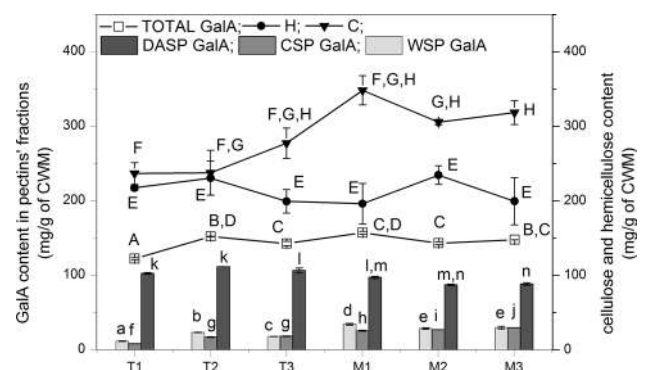 TOTAL GalA; H; C;
DASP GalA; CSP GalA; WSP GalA
GalA content in pectins' fractions
(mg/g of CWM)
400
300
200
100
0
F F,G F,G,H F,G,H G,H H
E E E E E E
A B,D C C,D C B,C
k k l l,m m,n n
a f b g c g d h e i e j
T1 T2 T3 M1 M2 M3
400
300
200
100
0
cellulose and hemicellulose content
(mg/g of CWM)